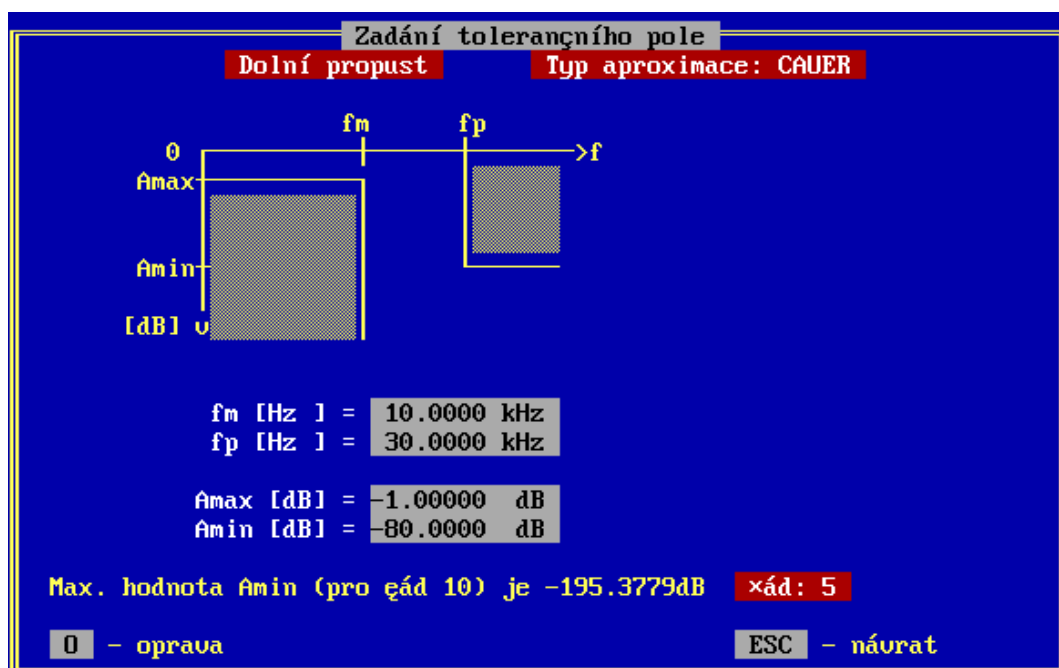 Zadání tolerançního pole
Dolní propust Typ aproximace: CAUER
fm fp
0 >f
Amax
Amin
[dB] v
fm [Hz ] = 10.0000 kHz
fp [Hz ] = 30.0000 kHz
Amax [dB] = -1.00000 dB
Amin [dB] = -80.0000 dB
Max. hodnota Amin (pro ęád 10) je -195.3779dB ×ád: 5
O - oprava ESC - návrat